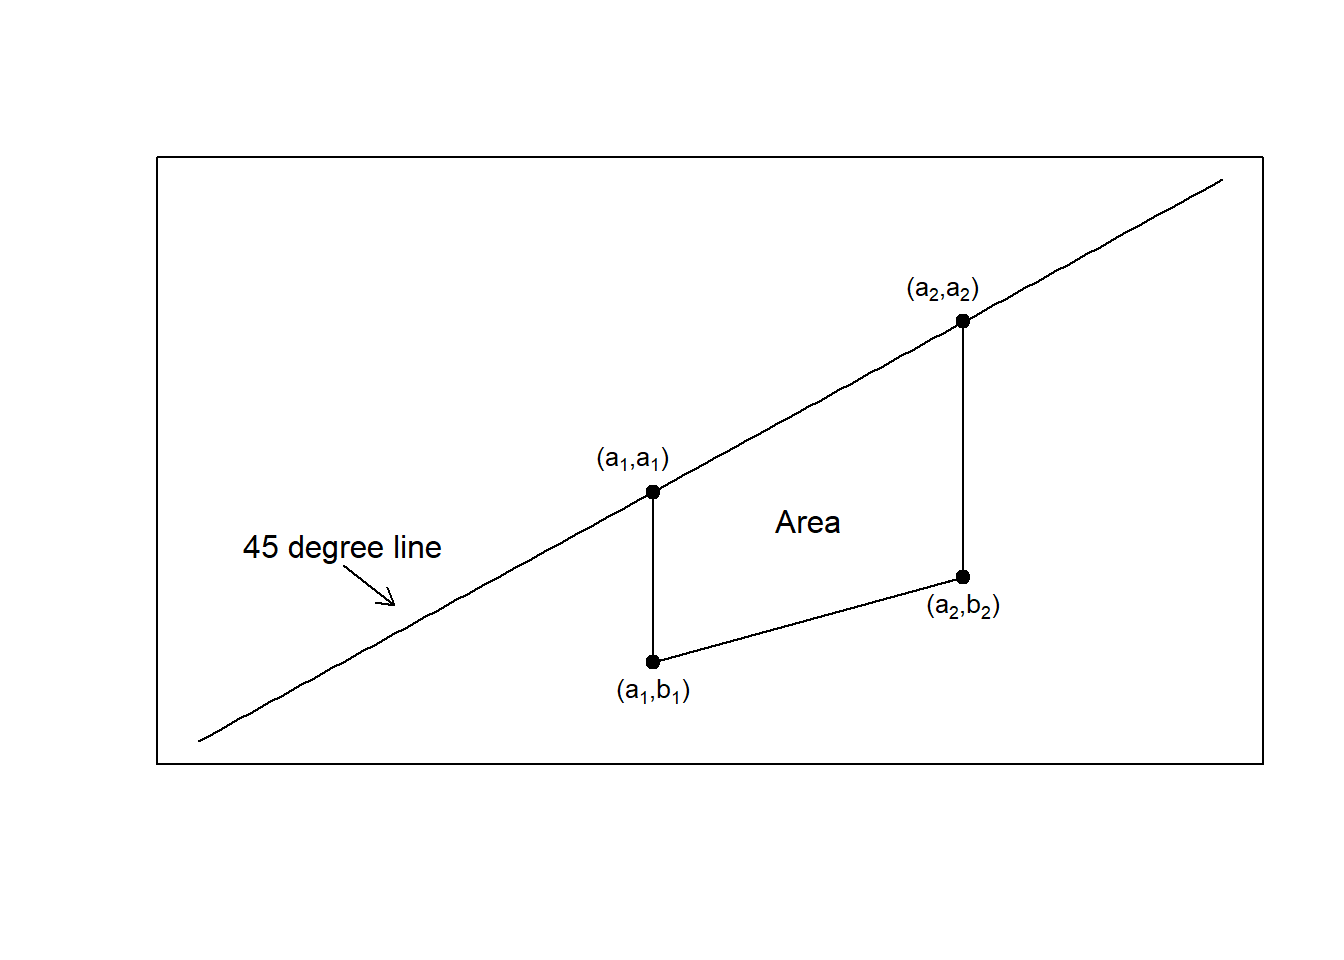 (a₂,a₂)
(a₁,a₁)
Area
45 degree line
(a₂,b₂)
(a₁,b₁)